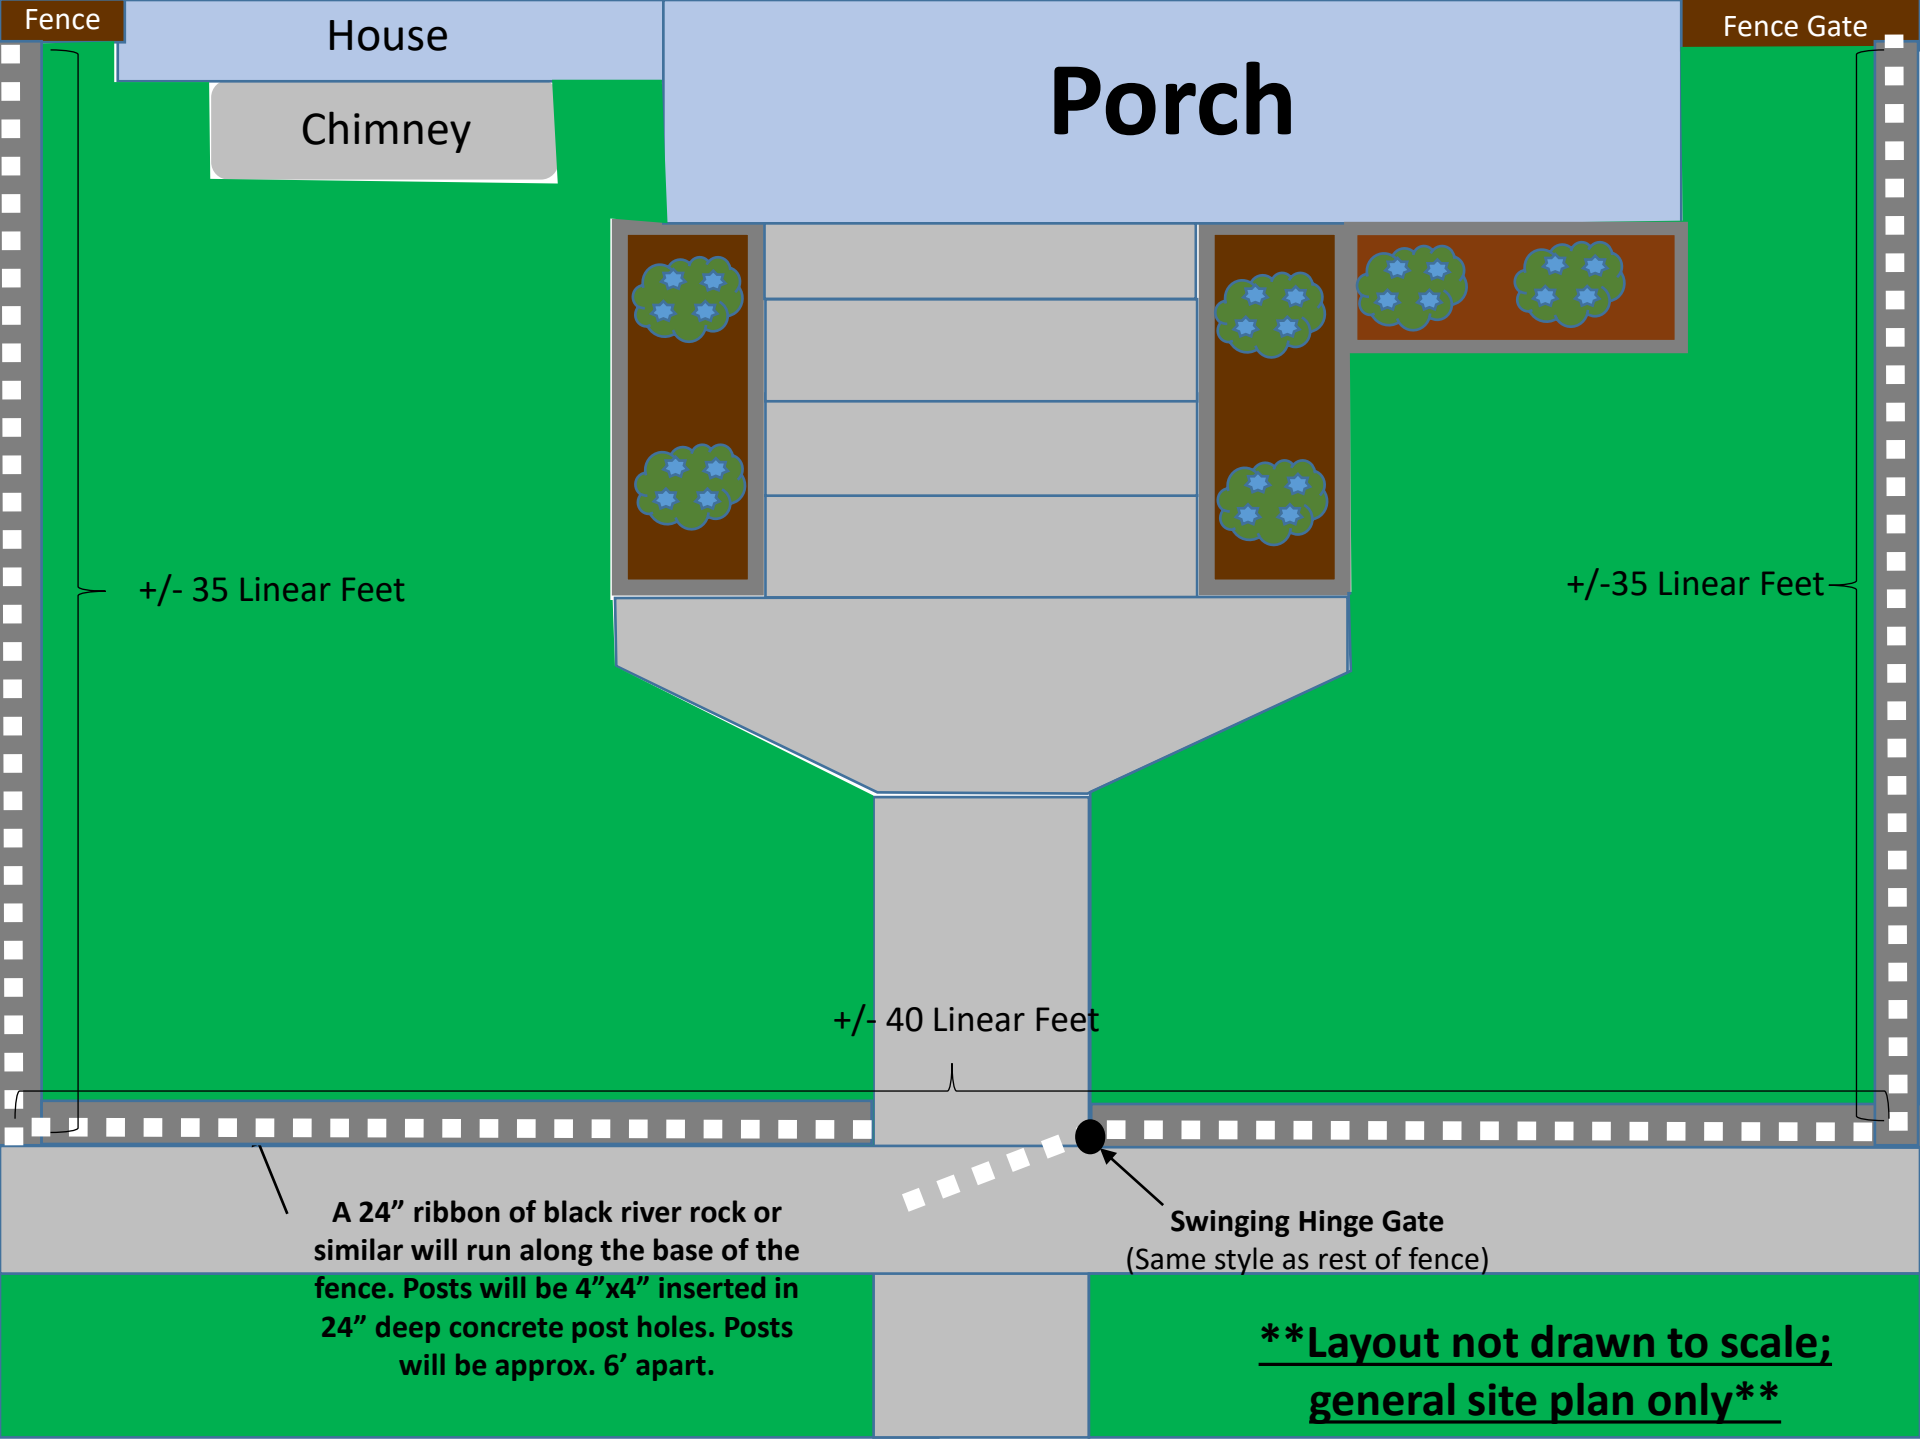 Fence
House
Fence Gate
Porch
Chimney
+/- 35 Linear Feet
+/-35 Linear Feet
+/- 40 Linear Feet
A 24” ribbon of black river rock or
similar will run along the base of the
fence. Posts will be 4”x4” inserted in
24” deep concrete post holes. Posts
will be approx. 6’ apart.
Swinging Hinge Gate
(Same style as rest of fence)
**Layout not drawn to scale;
general site plan only**